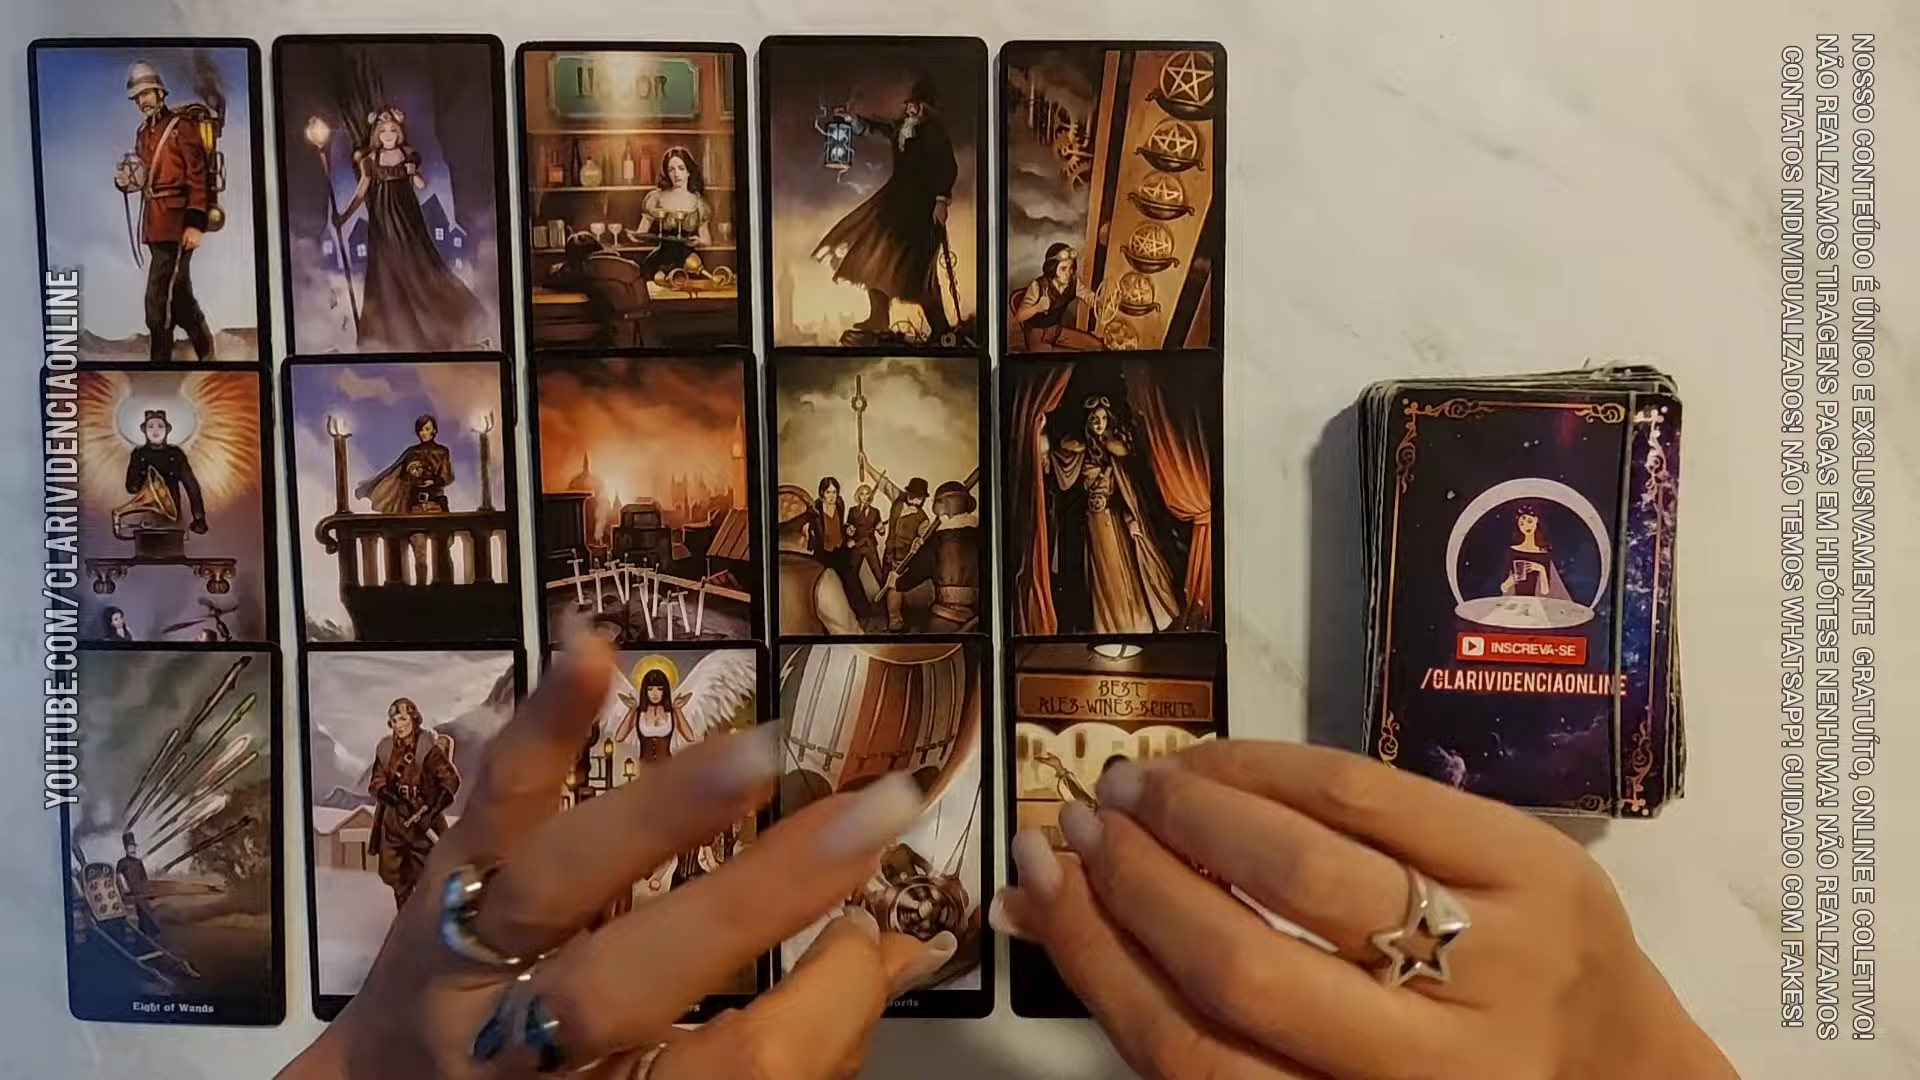 YOUTUBE.COM/CLARIVIDENCIAONLINE
LIQUOR
BEST
ALES-WINES-SPIRITS
INSCREVA-SE
/CLARIVIDENCIAONLINE
Eight of Wands
NOSSO CONTEÚDO É ÚNICO E EXCLUSIVAMENTE GRATUÍTO, ONLINE E COLETIVO!
NÃO REALIZAMOS TIRAGENS PAGAS EM HIPÓTESE NENHUMA! NÃO REALIZAMOS
CONTATOS INDIVIDUALIZADOS! NÃO TEMOS WHATSAPP! CUIDADO COM FAKES!